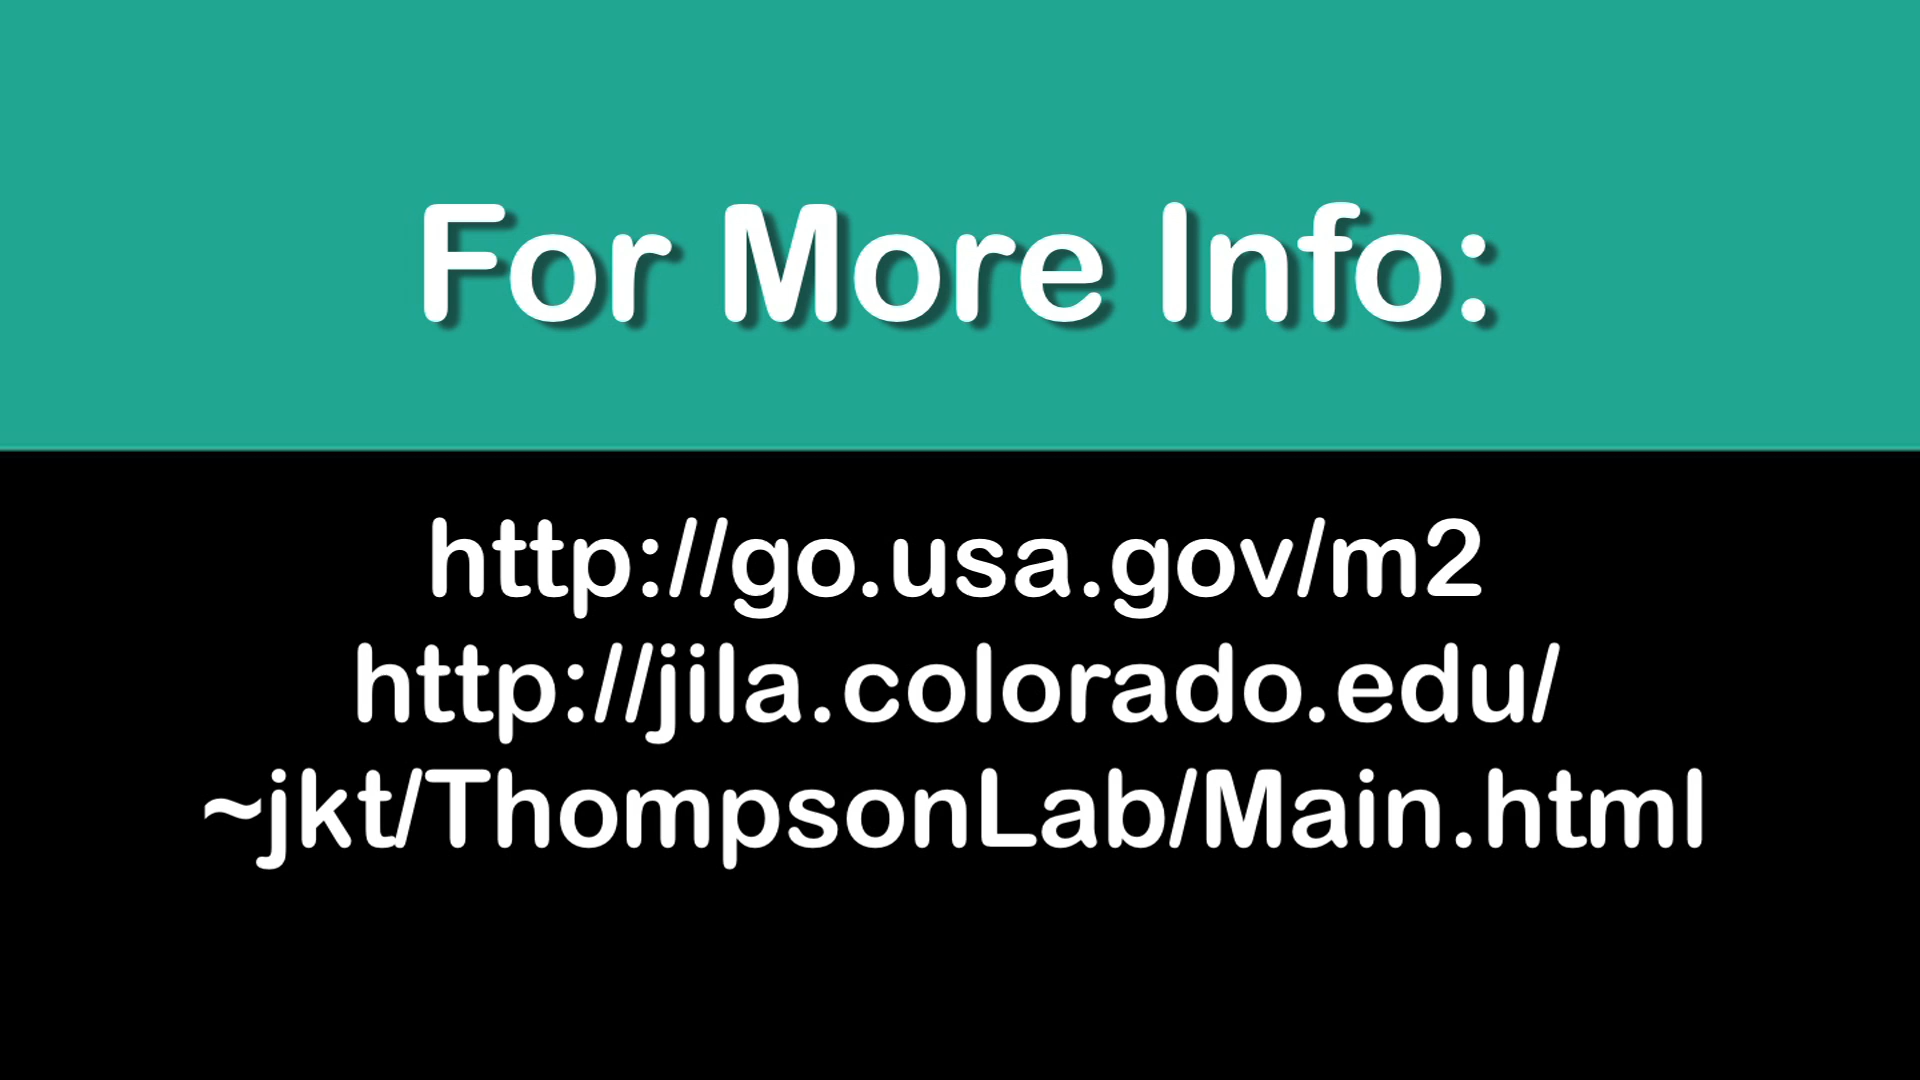 For More Info:
http://go.usa.gov/m2
http://jila.colorado.edu/
~jkt/ThompsonLab/Main.html